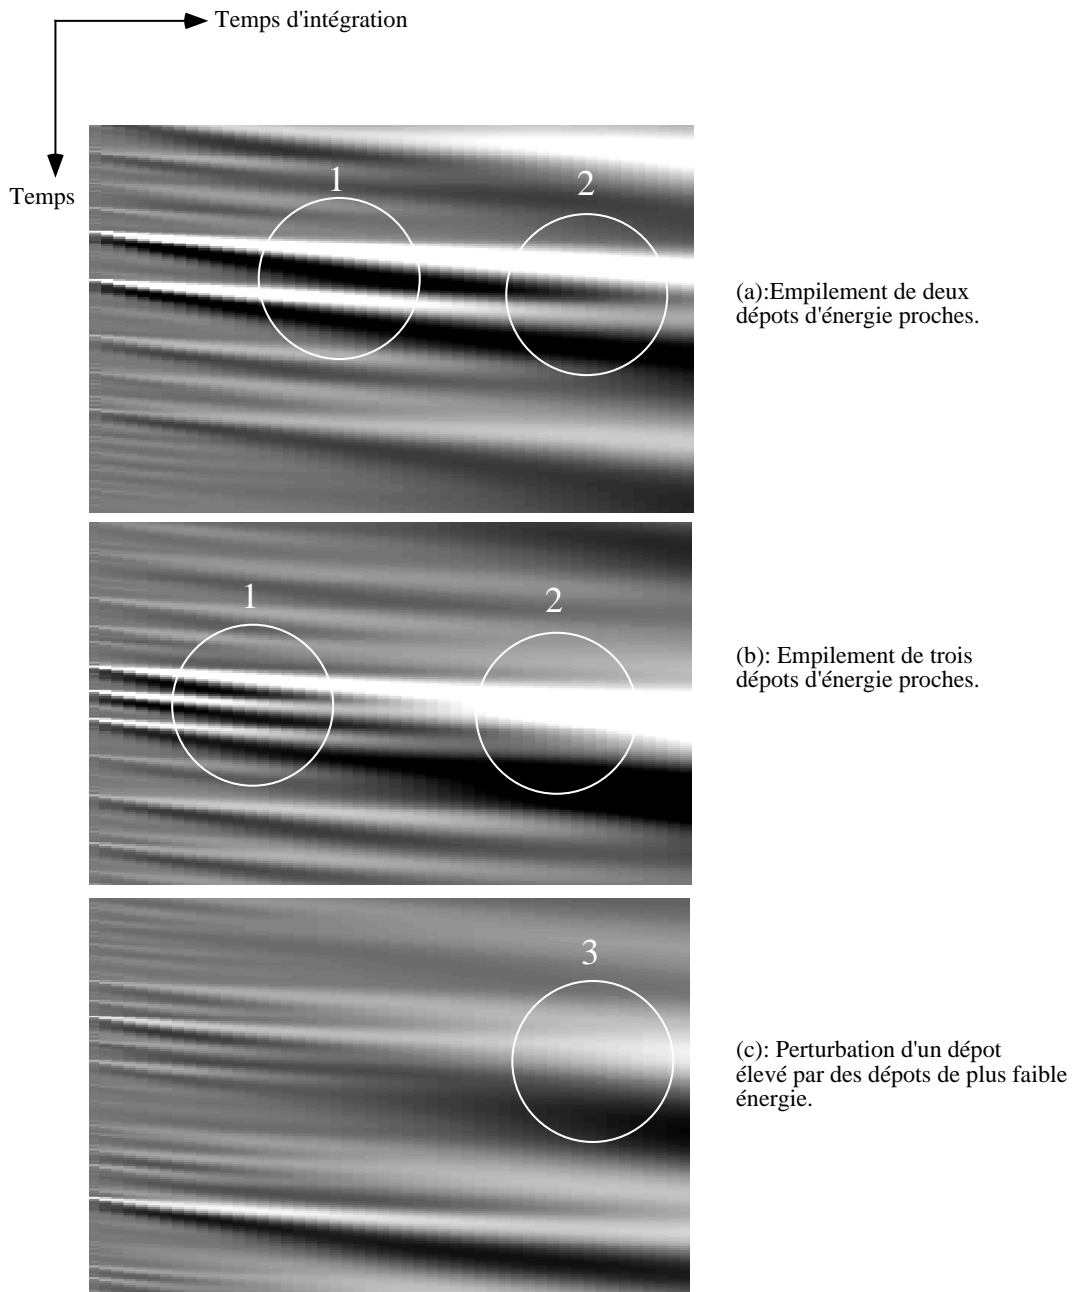 Temps d'intégration
Temps
1
2
(a):Empilement de deux
dépots d'énergie proches.
1
2
(b): Empilement de trois
dépots d'énergie proches.
3
(c): Perturbation d'un dépot
élevé par des dépots de plus faible
énergie.